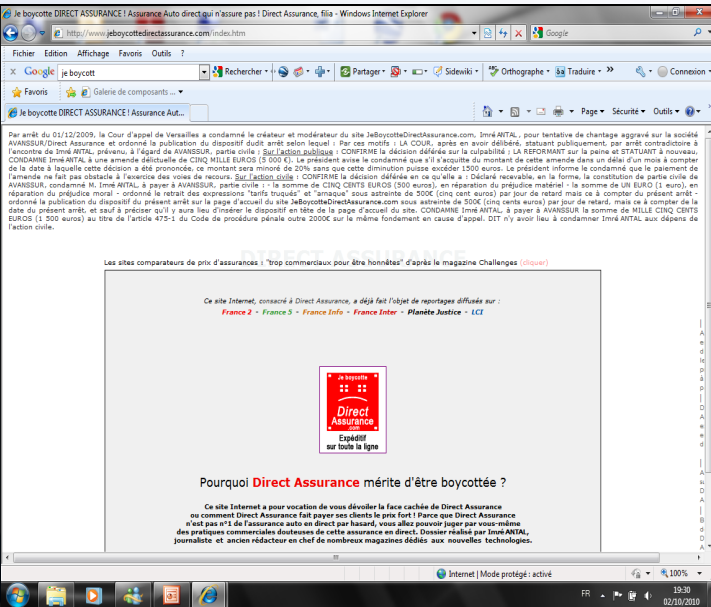 Je boycotte DIRECT ASSURANCE ! Assurance Auto direct qui n'assure pas ! Direct Assurance, filia - Windows Internet Explorer
http://www.jeboycottedirectassurance.com/index.htm
Google
Fichier Edition Affichage Favoris Outils ?
x Google je boycott Rechercher Partager Sidewiki Orthographe Traduire Connexion
Favoris Galerie de composants ...
Je boycotte DIRECT ASSURANCE ! Assurance Aut...
Page Sécurité Outils
Par arrêt du 01/12/2009, la Cour d'appel de Versailles a condamné le créateur et modérateur du site JeBoycotteDirectAssurance.com, Imré ANTAL, pour tentative de chantage aggravé sur la société
AVANSSUR/Direct Assurance et ordonné la publication du dispositif dudit arrêt selon lequel : Par ces motifs : LA COUR, après en avoir délibéré, statuant publiquement, par arrêt contradictoire à
l'encontre de Imré ANTAL, prévenu, à l'égard de AVANSSUR, partie civile ; Sur l'action publique : CONFIRME la décision déférée sur la culpabilité ; LA REFORMANT sur la peine et STATUANT à nouveau,
CONDAMNE Imré ANTAL à une amende délictuelle de CINQ MILLE EUROS (5 000 €). Le président avise le condamné que s'il s'acquitte du montant de cette amende dans un délai d'un mois à compter
de la date à laquelle cette décision a été prononcée, ce montant sera minoré de 20% sans que cette diminution puisse excéder 1500 euros. Le président informe le condamné que le paiement de
l'amende ne fait pas obstacle à l'exercice des voies de recours. Sur l'action civile : CONFIRME la décision déférée en ce qu'elle a : Déclaré recevable, en la forme, la constitution de partie civile de
AVANSSUR, condamné M. Imré ANTAL, à payer à AVANSSUR, partie civile : - la somme de CINQ CENTS EUROS (500 euros), en réparation du préjudice matériel - la somme de UN EURO (1 euro), en
réparation du préjudice moral - ordonné le retrait des expressions "tarifs truqués" et "arnaque" sous astreinte de 500€ (cinq cent euros) par jour de retard mais ce à compter du présent arrêt -
ordonné la publication du dispositif du présent arrêt sur la page d'accueil du site JeBoycotteDirectAssurance.com sous astreinte de 500€ (cinq cents euros) par jour de retard, mais ce à compter de la
date du présent arrêt, et sauf à préciser qu'il y aura lieu d'insérer le dispositif en tête de la page d'accueil du site. CONDAMNE Imré ANTAL, à payer à AVANSSUR la somme de MILLE CINQ CENTS
EUROS (1 500 euros) au titre de l'article 475-1 du Code de procédure pénale outre 2000€ sur le même fondement en cause d'appel. DIT n'y avoir lieu à condamner Imré ANTAL aux dépens de
l'action civile.
DIRECT ASSURANCE
Les sites comparateurs de prix d'assurances : "trop commerciaux pour être honnêtes" d'après le magazine Challenges (cliquer)
Ce site Internet, consacré à Direct Assurance, a déjà fait l'objet de reportages diffusés sur :
France 2 - France 5 - France Info - France Inter - Planète Justice - LCI
Je boycotte
Direct
Assurance
.com
Expéditif
sur toute la ligne
Pourquoi Direct Assurance mérite d'être boycottée ?
Ce site Internet a pour vocation de vous dévoiler la face cachée de Direct Assurance
ou comment Direct Assurance fait payer ses clients le prix fort ! Parce que Direct Assurance
n'est pas n°1 de l'assurance auto en direct par hasard, vous allez pouvoir juger par vous-même
des pratiques commerciales douteuses de cette assurance en direct. Dossier réalisé par Imré ANTAL,
journaliste et ancien rédacteur en chef de nombreux magazines dédiés aux nouvelles technologies.
Internet | Mode protégé : activé
100%
FR
19:30
02/10/2010